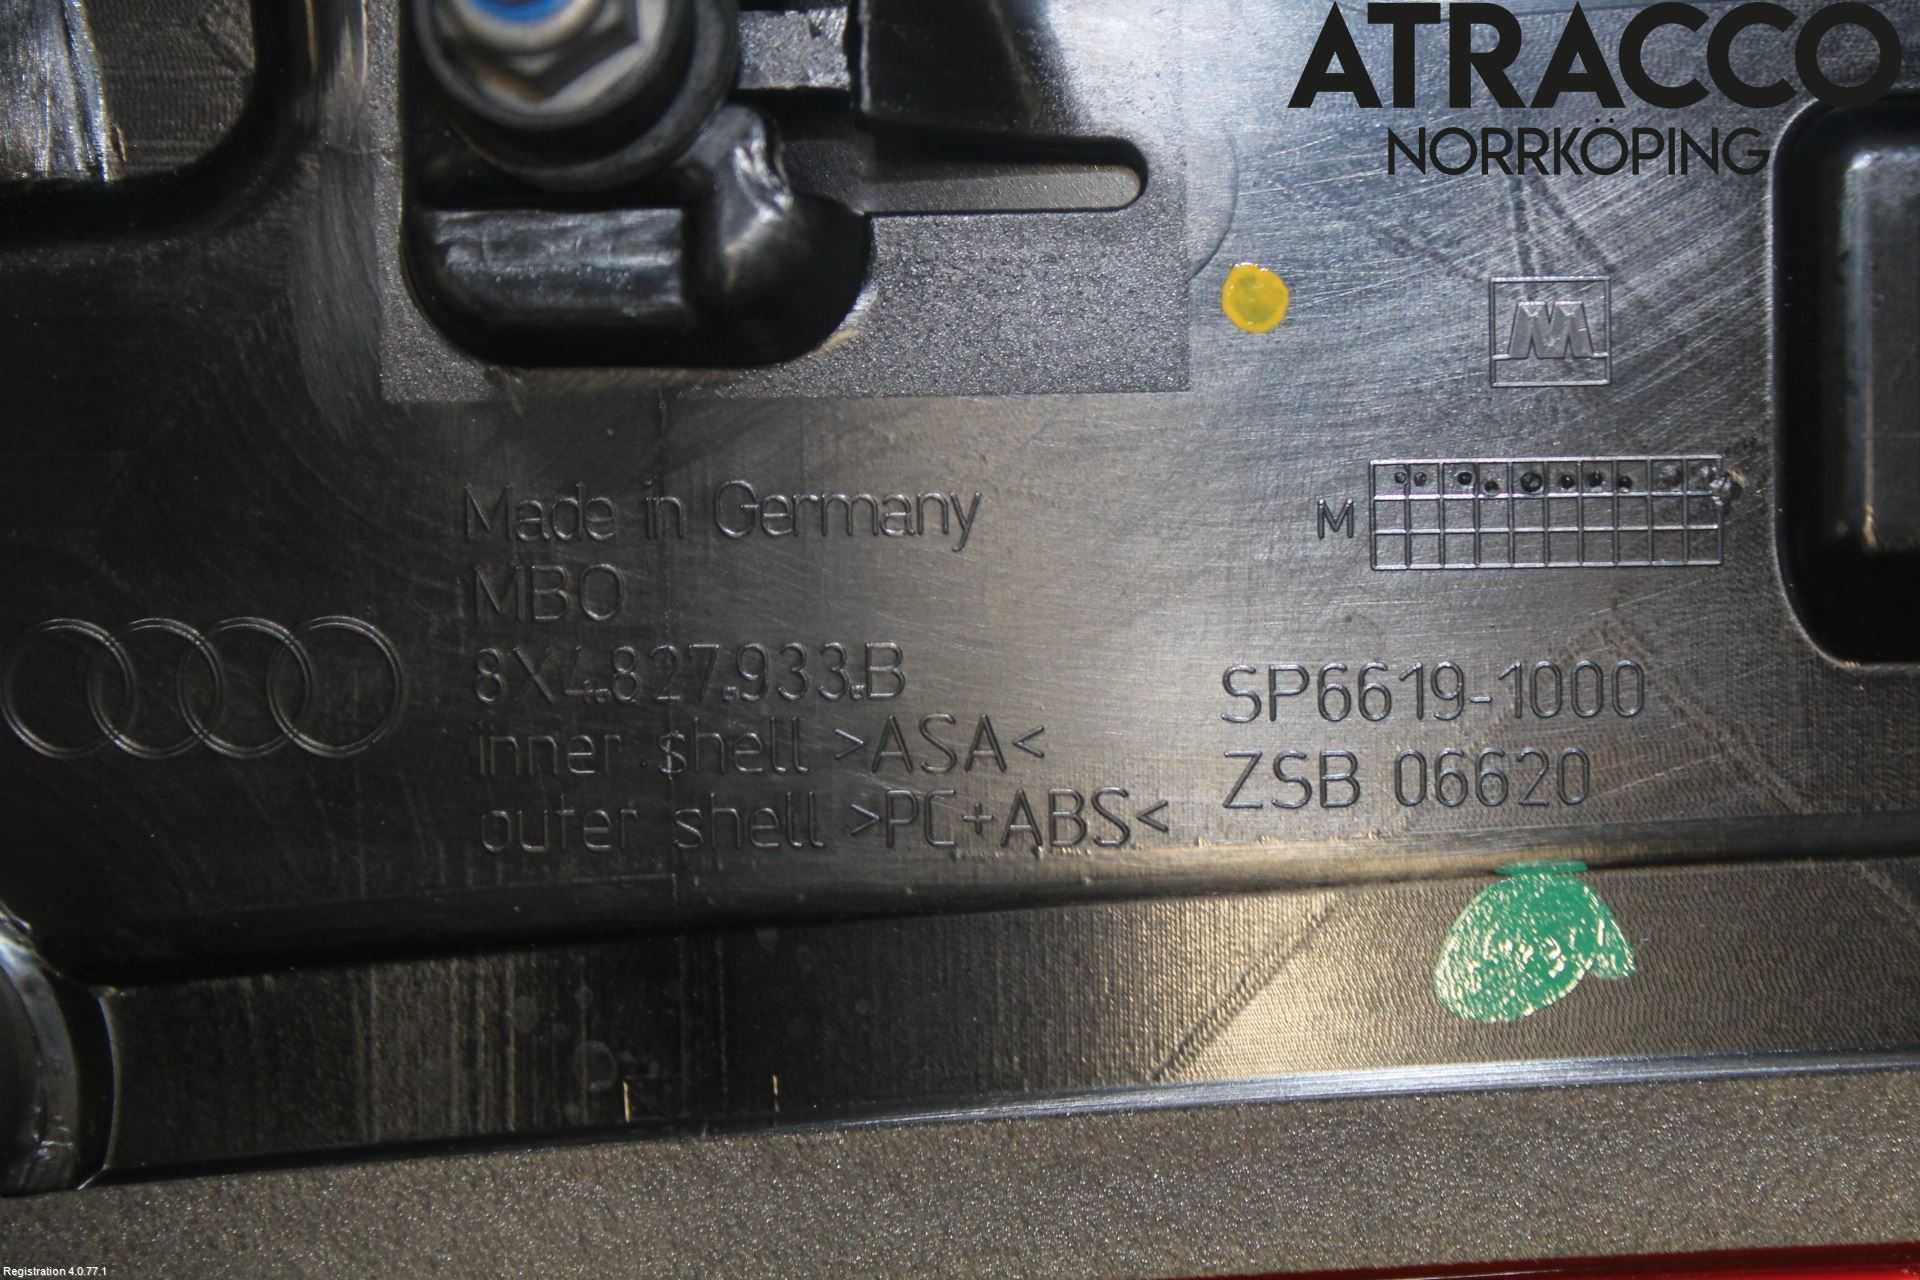 ATRACCO
NORRKÖPING
M
Made in Germany
MBO
8X4.827.933.B
inner shell >ASA<
outer shell >PC+ABS<
M
SP6619-1000
ZSB 06620
Registration 4.0.77.1